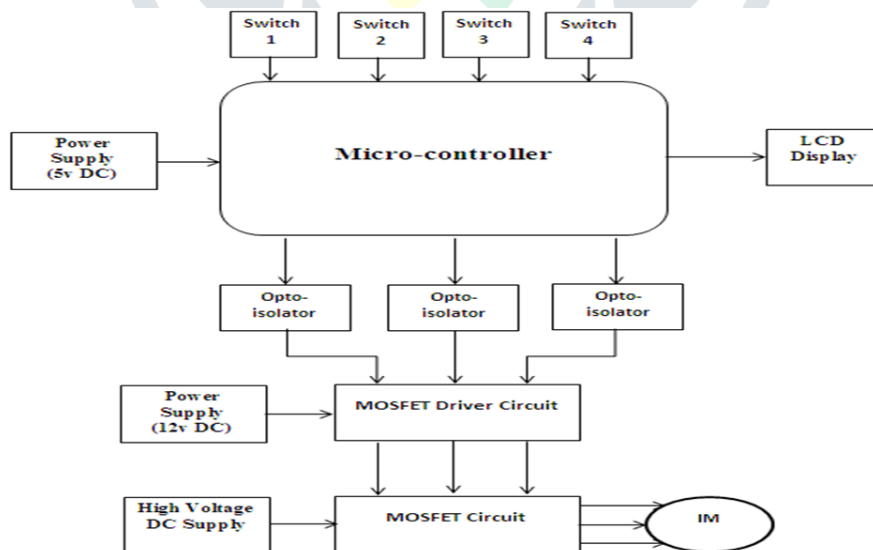 Switch
1
Switch
2
Switch
3
Switch
4
Power
Supply
(5v DC)
Micro-controller
LCD
Display
Opto-
isolator
Opto-
isolator
Opto-
isolator
Power
Supply
(12v DC)
MOSFET Driver Circuit
High Voltage
DC Supply
MOSFET Circuit
IM